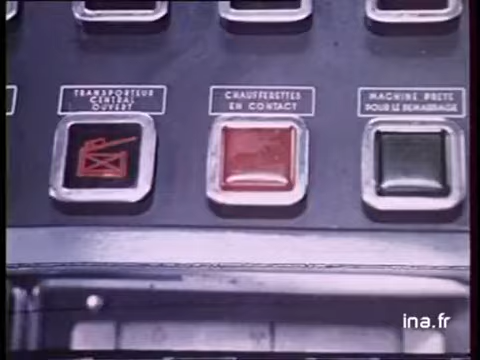 TRANSPORTEUR
CENTRAL
OUVERT
CHAUFFERETTES
EN CONTACT
MACHINE PRETE
POUR LE DEMARRAGE
ina.fr